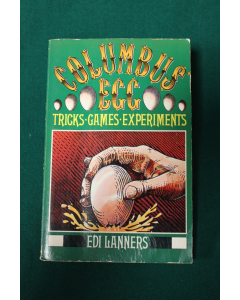 COLUMBUS'
EGG
TRICKS·GAMES·EXPERIMENTS
EDI LANNERS